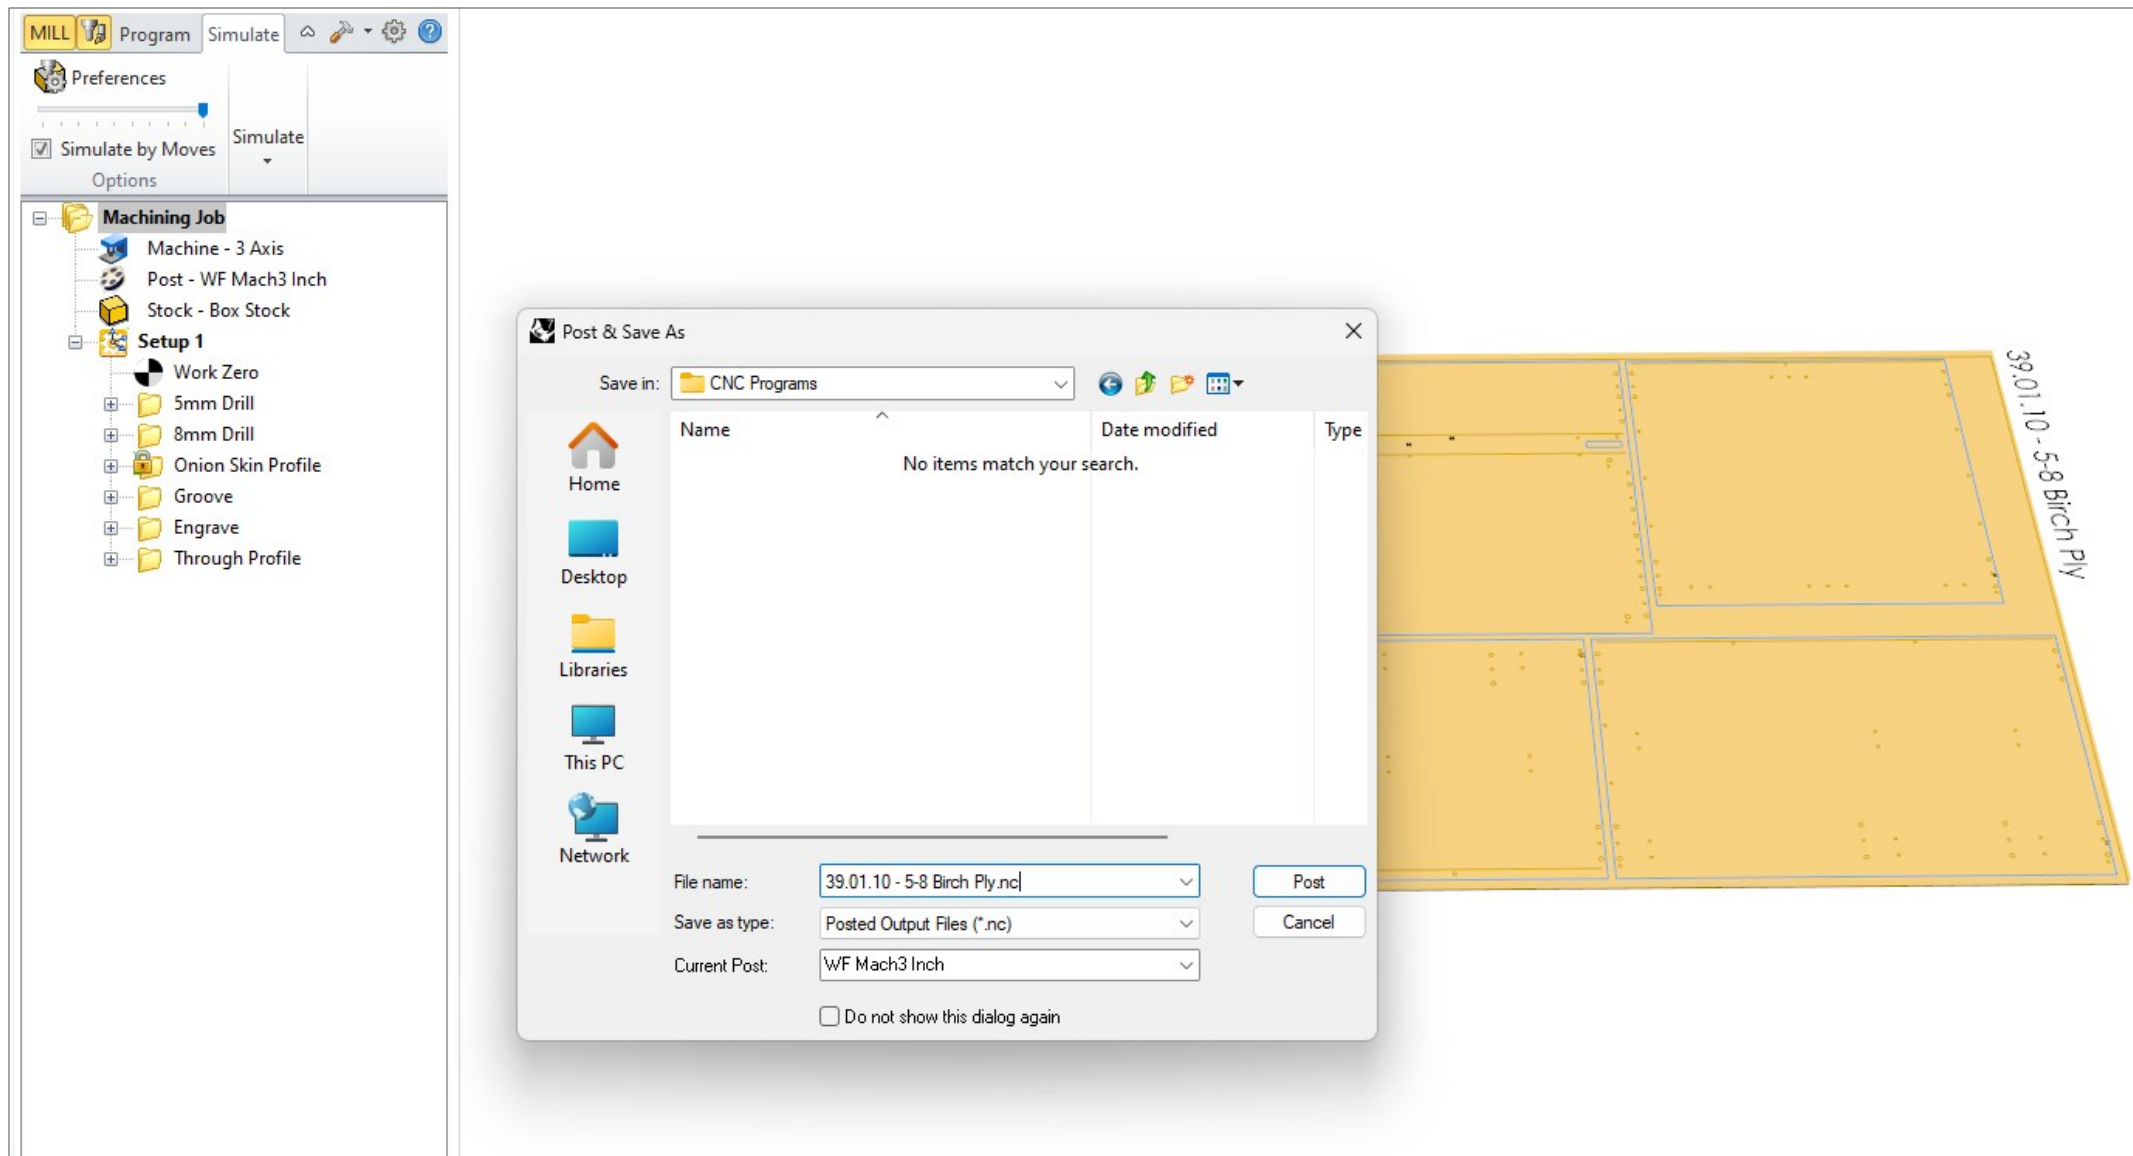 MILL Program Simulate
Preferences
Simulate by Moves
Simulate
Options
Machining Job
Machine - 3 Axis
Post - WF Mach3 Inch
Stock - Box Stock
Setup 1
Work Zero
5mm Drill
8mm Drill
Onion Skin Profile
Groove
Engrave
Through Profile
Post & Save As
Save in: CNC Programs
Name Date modified Type
No items match your search.
Home
Desktop
Libraries
This PC
Network
File name: 39.01.10 - 5-8 Birch Ply.nc
Post
Save as type: Posted Output Files (*.nc)
Cancel
Current Post: WF Mach3 Inch
Do not show this dialog again
39.01.10 - 5-8 Birch Ply